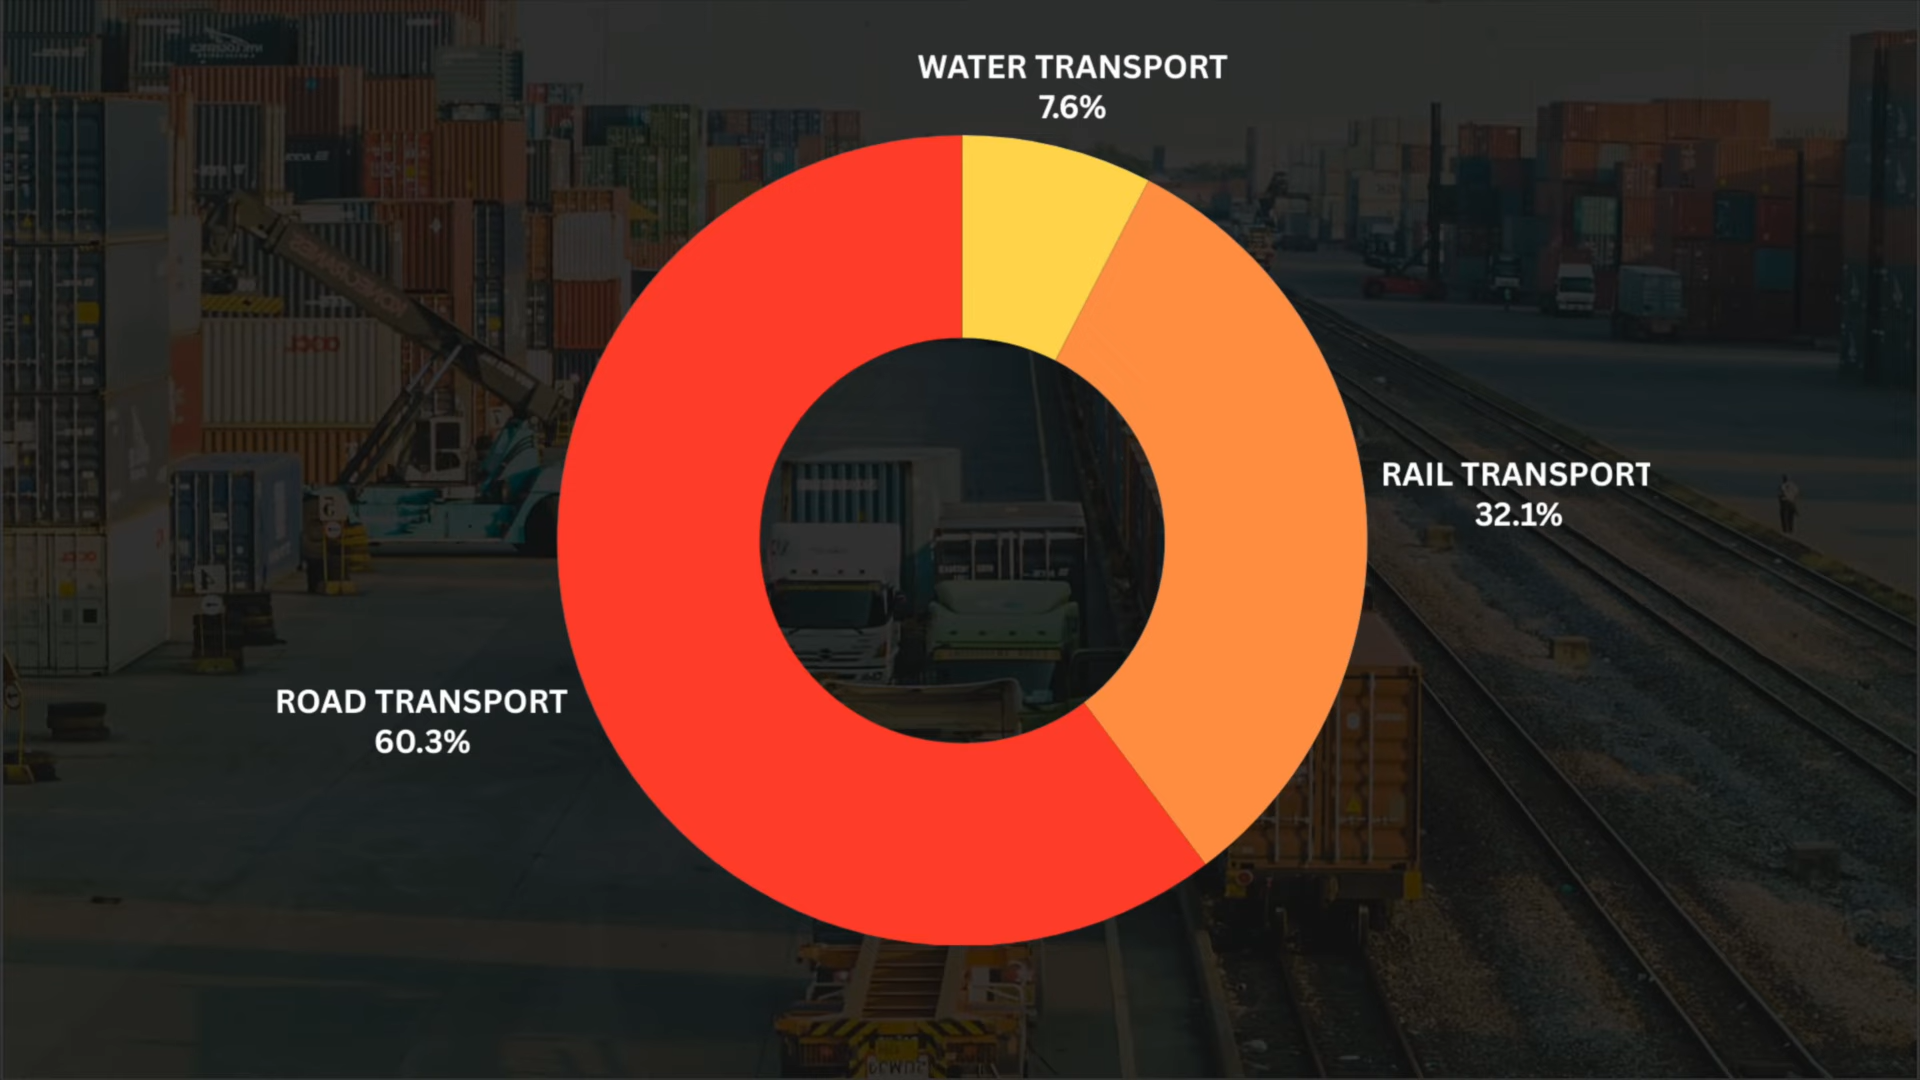 WATER TRANSPORT
7.6%
RAIL TRANSPORT
32.1%
ROAD TRANSPORT
60.3%